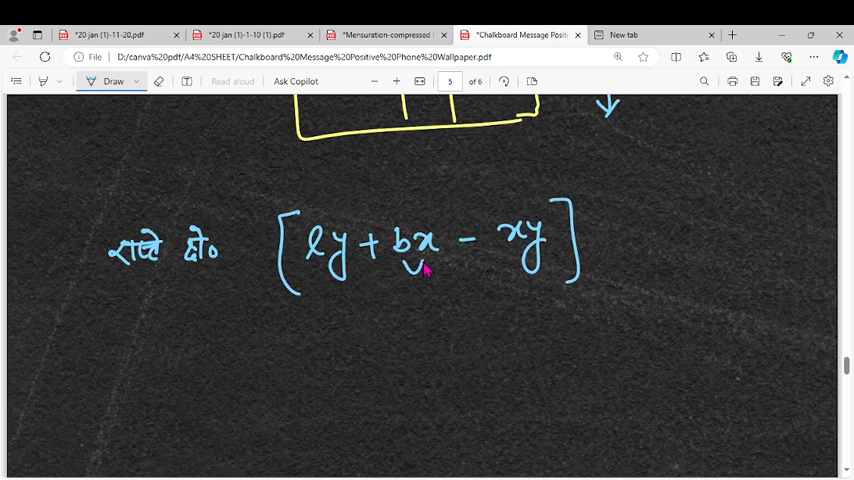 *20 jan (1)-11-20.pdf *20 jan (1)-1-10 (1).pdf *Mensuration-compressed *Chalkboard Message Positi New tab
File D:/canva%20pdf/A4%20SHEET/Chalkboard%20Message%20Positive%20Phone%20Wallpaper.pdf
Draw Read aloud Ask Copilot 5 of 6
[ly + bx - xy]